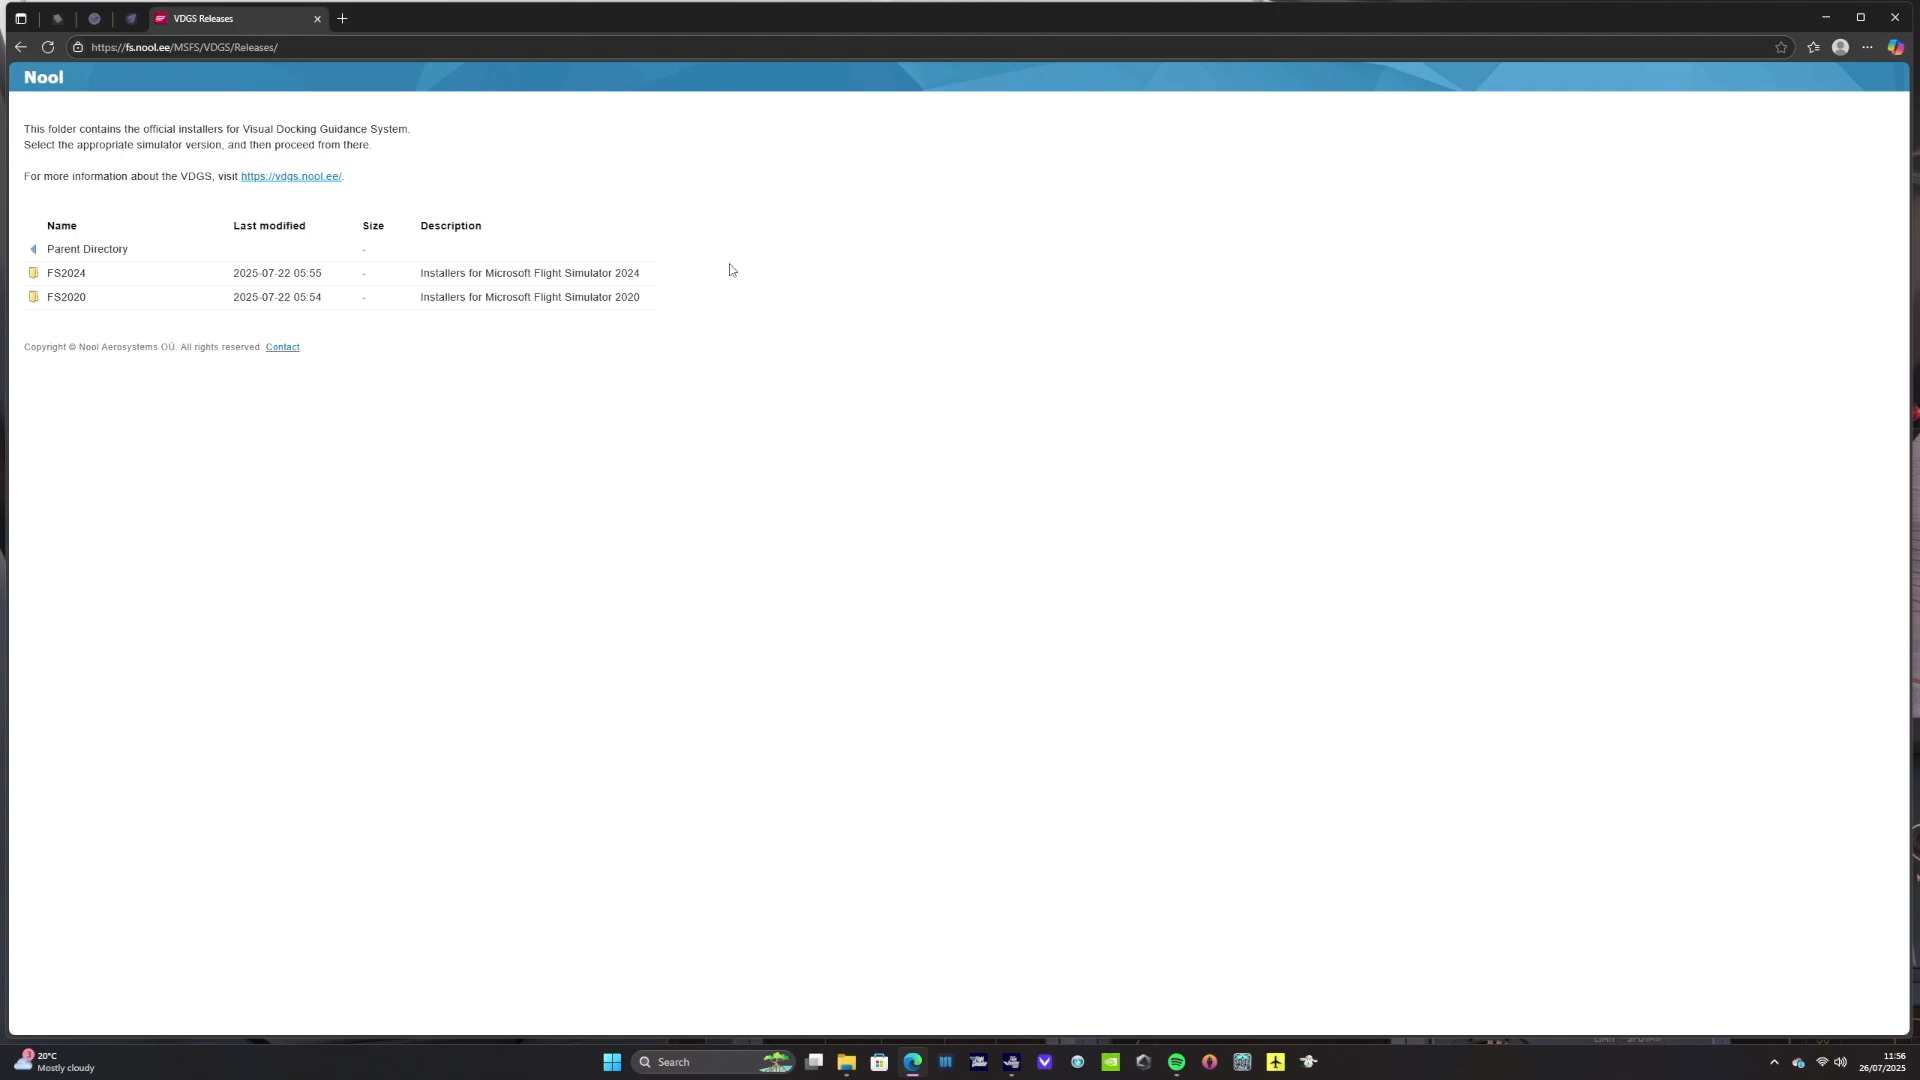 VDGS Releases
https://fs.nool.ee/MSFS/VDGS/Releases/
Nool
This folder contains the official installers for Visual Docking Guidance System.
Select the appropriate simulator version, and then proceed from there.
For more information about the VDGS, visit https://vdgs.nool.ee/.
Name Last modified Size Description
Parent Directory -
FS2024 2025-07-22 05:55 - Installers for Microsoft Flight Simulator 2024
FS2020 2025-07-22 05:54 - Installers for Microsoft Flight Simulator 2020
Copyright © Nool Aerosystems OÜ. All rights reserved. Contact
20°C
Mostly cloudy
Search
11:56
26/07/2025